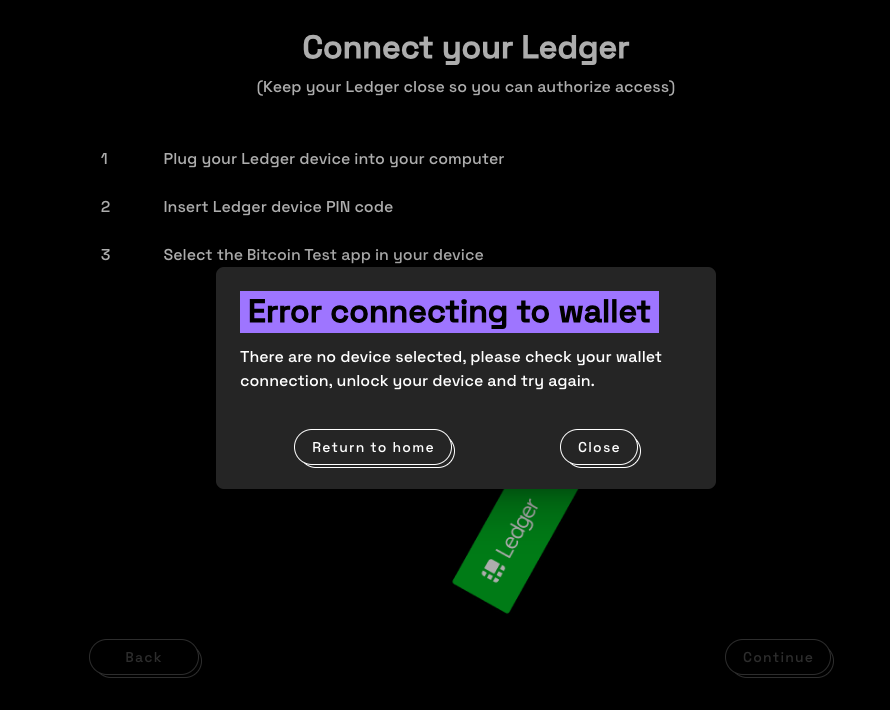 Connect your Ledger
(Keep your Ledger close so you can authorize access)
1 Plug your Ledger device into your computer
2 Insert Ledger device PIN code
3 Select the Bitcoin Test app in your device
Error connecting to wallet
There are no device selected, please check your wallet
connection, unlock your device and try again.
Return to home Close
Ledger
Back Continue